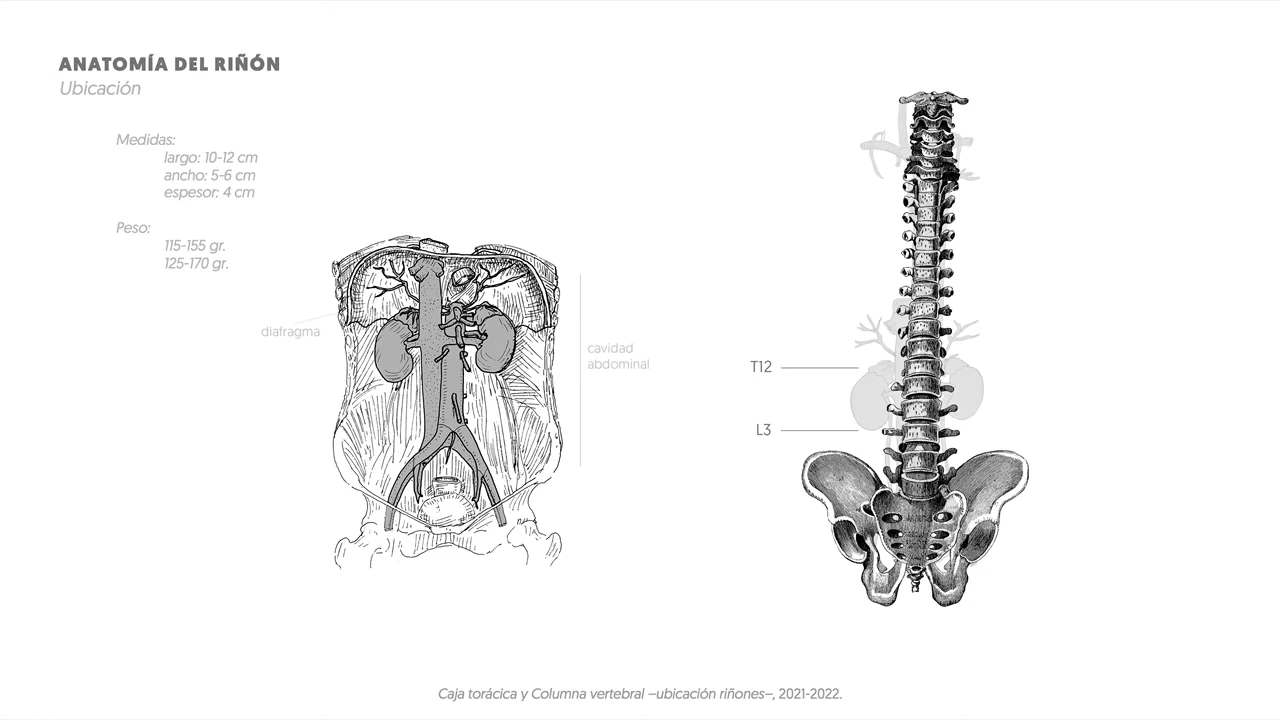 ANATOMÍA DEL RIÑÓN
Ubicación
Medidas:
largo: 10-12 cm
ancho: 5-6 cm
espesor: 4 cm
Peso:
115-155 gr.
125-170 gr.
diafragma
cavidad
abdominal
T12
L3
Caja torácica y Columna vertebral –ubicación riñones–, 2021-2022.